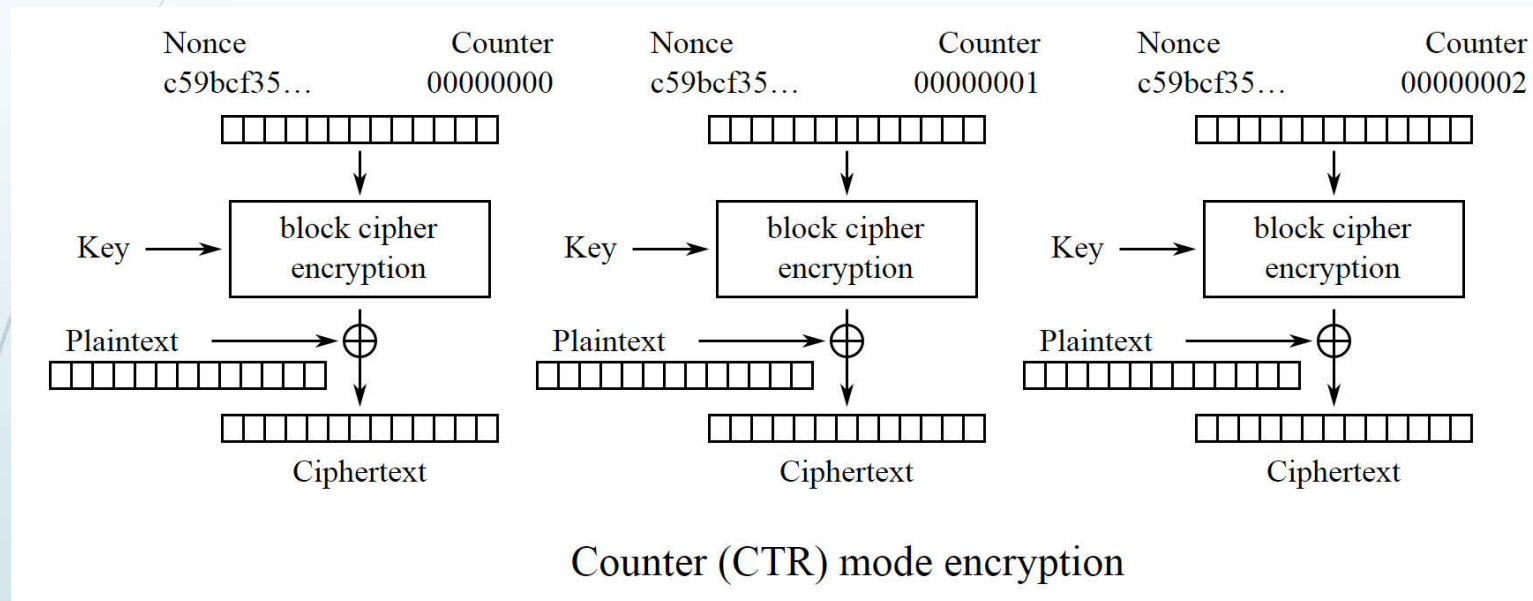 Nonce Counter Nonce Counter Nonce Counter
c59bcf35… 00000000 c59bcf35… 00000001 c59bcf35… 00000002
block cipher block cipher block cipher
Key Key Key
encryption encryption encryption
Plaintext Plaintext Plaintext
Ciphertext Ciphertext Ciphertext
Counter (CTR) mode encryption